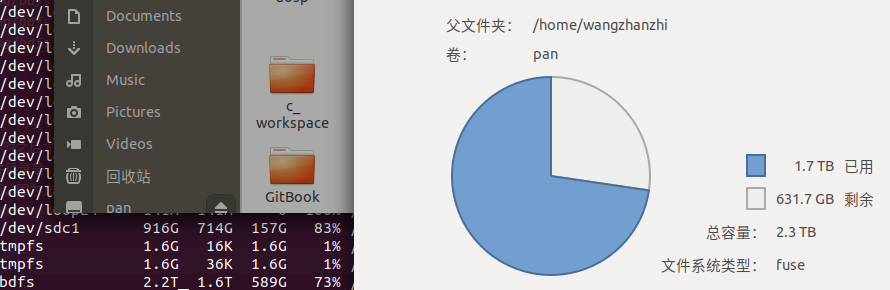 dosp
/dev/l
/dev/l
/dev/l
/dev/l
/dev/l
/dev/l
/dev/l
/dev/l
/dev/l
/dev/l
/dev/l
Documents
Downloads
Music
Pictures
Videos
回收站
pan
c_
workspace
GitBook
/dev/sdc1 916G 714G 157G 83% /
tmpfs 1.6G 16K 1.6G 1% /
tmpfs 1.6G 36K 1.6G 1% /
bdfs 2.2T 1.6T 589G 73% /
父文件夹： /home/wangzhanzhi
卷： pan
1.7 TB 已用
631.7 GB 剩余
总容量： 2.3 TB
文件系统类型： fuse